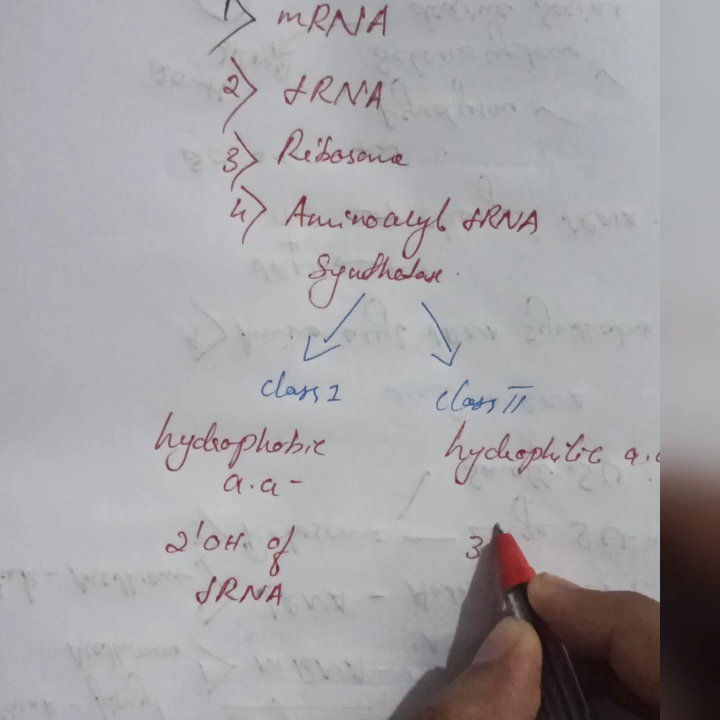 1) mRNA
2) tRNA
3) Ribosome
4) Aminoacyl tRNA
Synthetase.
class I
class II
hydrophobic
a.a-
hydrophilic a.
2' OH of
tRNA
3